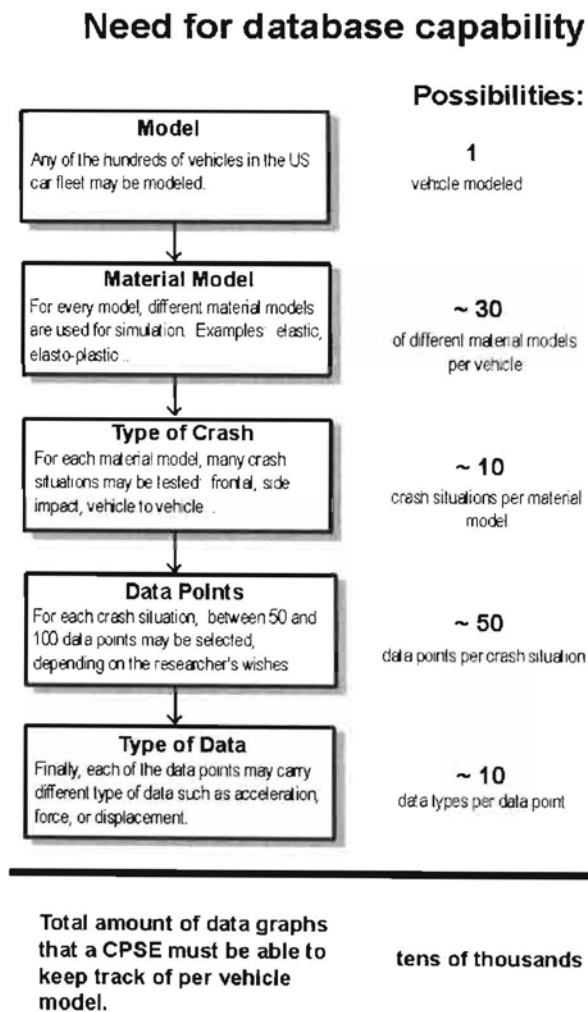 Need for database capability
Possibilities:
Model
Any of the hundreds of vehicles in the US
car fleet may be modeled.
1
vehicle modeled
Material Model
For every model, different material models
are used for simulation. Examples: elastic,
elasto-plastic ..
~ 30
of different material models
per vehicle
Type of Crash
For each material model, many crash
situations may be tested: frontal, side
impact, vehicle to vehicle ..
~ 10
crash situations per material
model
Data Points
For each crash situation, between 50 and
100 data points may be selected,
depending on the researcher's wishes
~ 50
data points per crash situation
Type of Data
Finally, each of the data points may carry
different type of data such as acceleration,
force, or displacement.
~ 10
data types per data point
Total amount of data graphs
that a CPSE must be able to
keep track of per vehicle
model.
tens of thousands